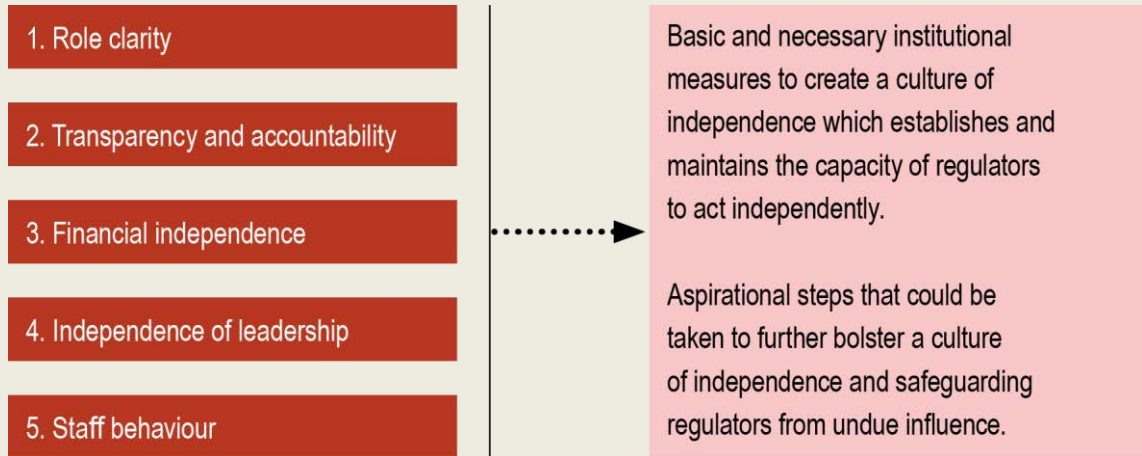 1. Role clarity
2. Transparency and accountability
3. Financial independence
4. Independence of leadership
5. Staff behaviour
Basic and necessary institutional
measures to create a culture of
independence which establishes and
maintains the capacity of regulators
to act independently.
Aspirational steps that could be
taken to further bolster a culture
of independence and safeguarding
regulators from undue influence.